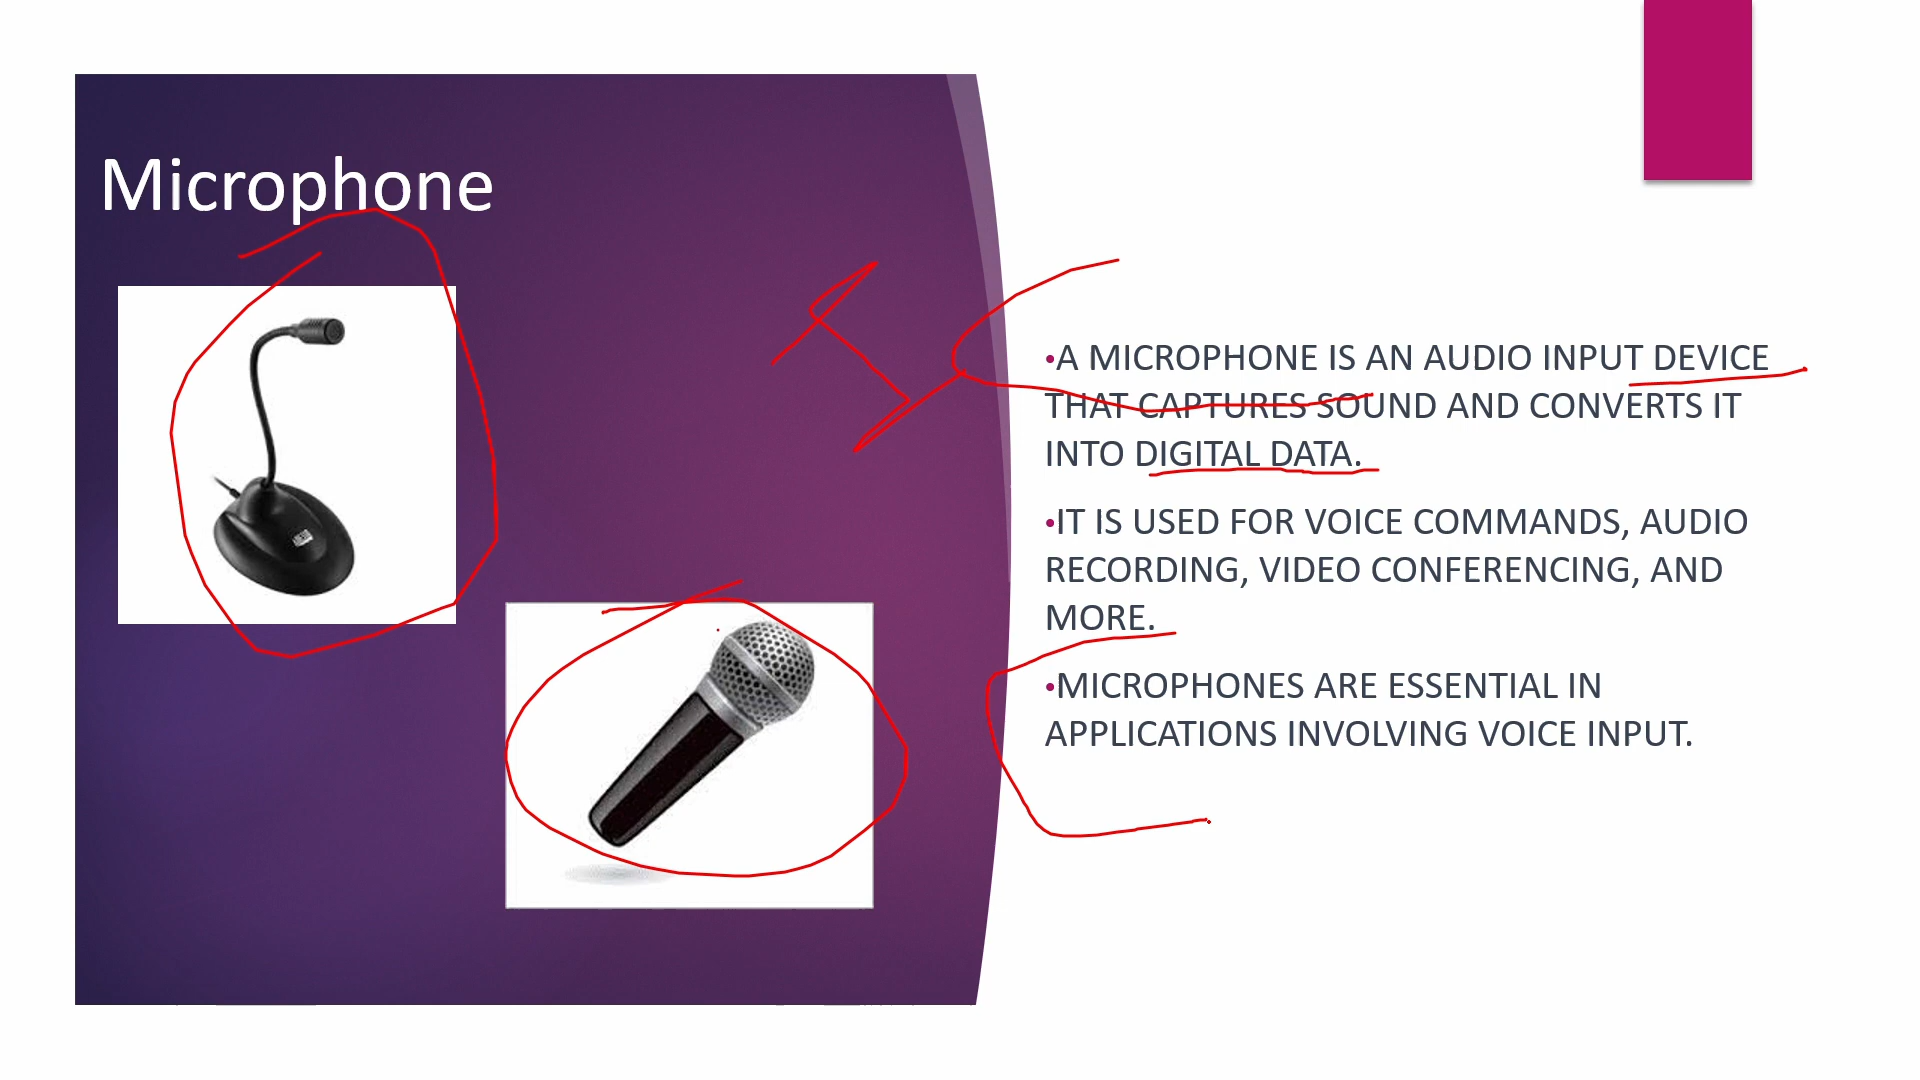 Microphone
•A MICROPHONE IS AN AUDIO INPUT DEVICE
THAT CAPTURES SOUND AND CONVERTS IT
INTO DIGITAL DATA.
•IT IS USED FOR VOICE COMMANDS, AUDIO
RECORDING, VIDEO CONFERENCING, AND
MORE.
•MICROPHONES ARE ESSENTIAL IN
APPLICATIONS INVOLVING VOICE INPUT.